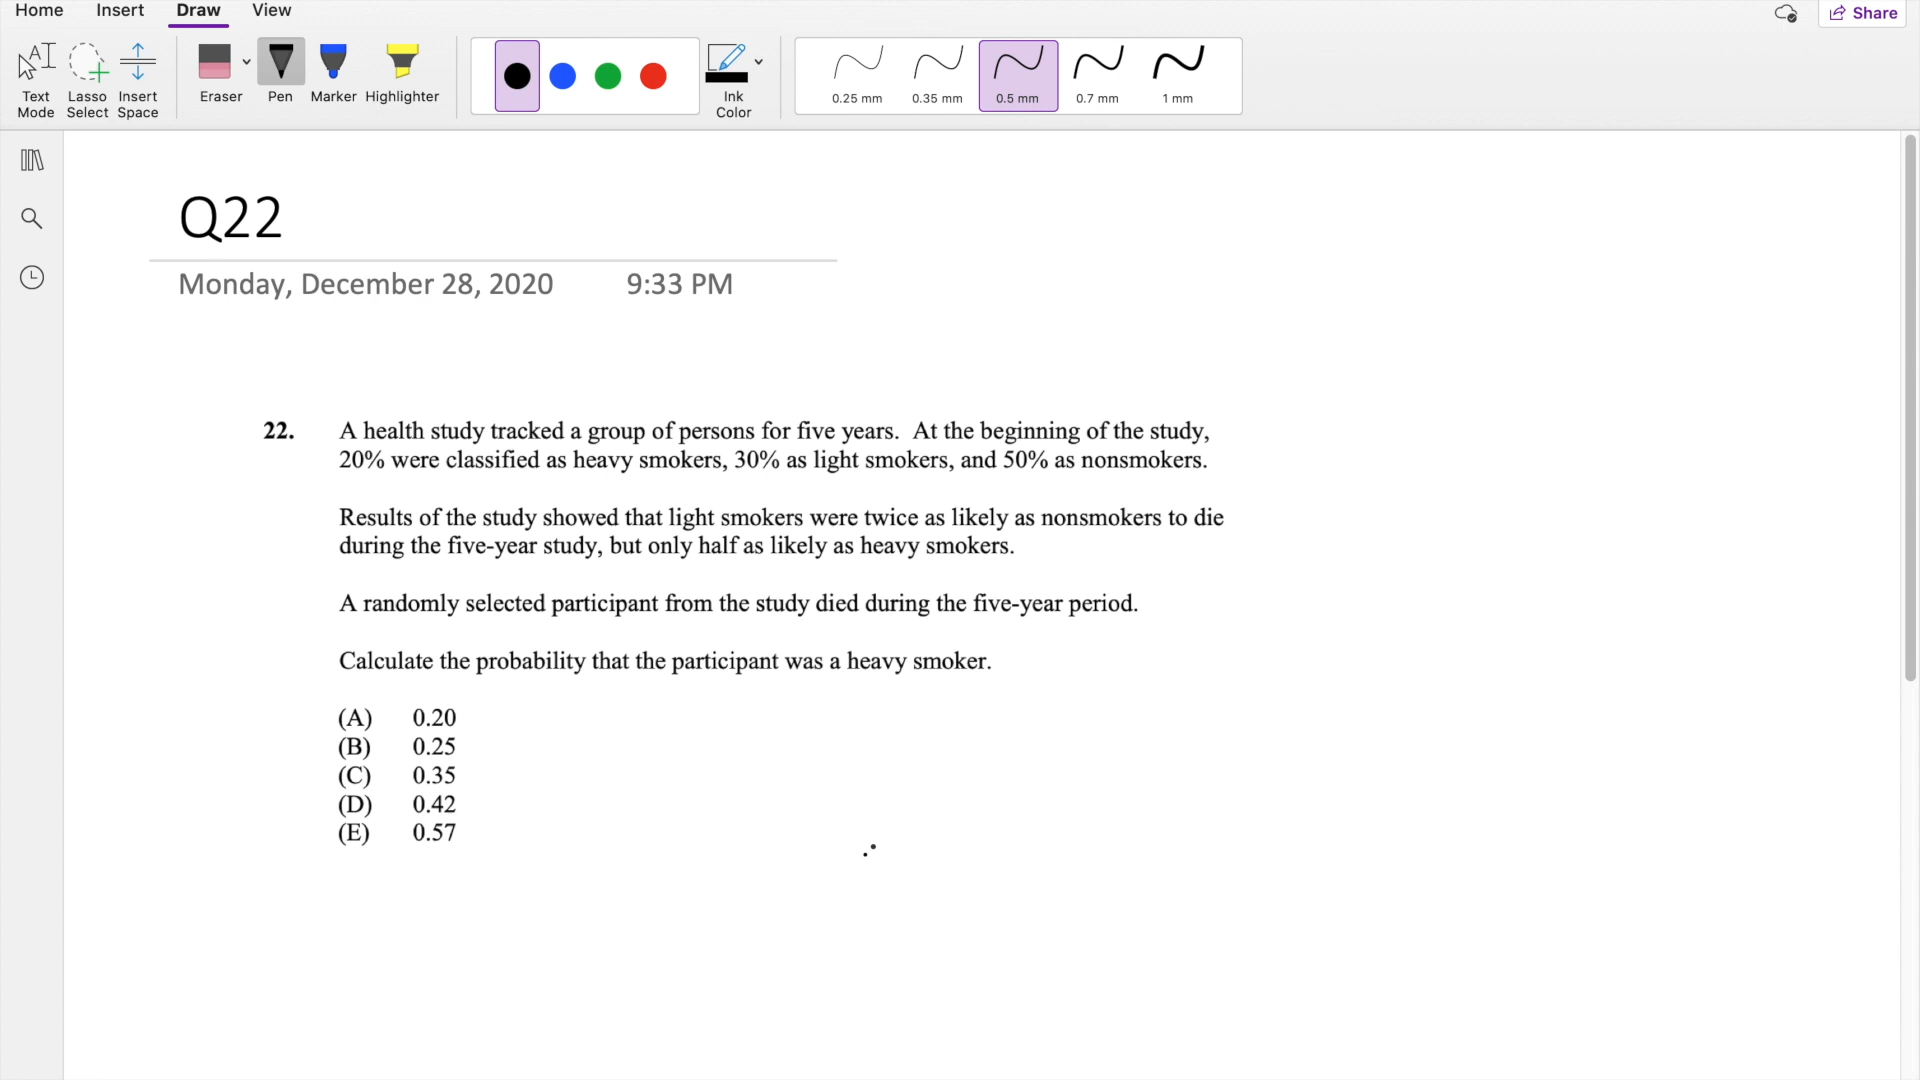 Home Insert Draw View
Share
Text Mode
Lasso Select
Insert Space
Eraser
Pen
Marker
Highlighter
Ink Color
0.25 mm
0.35 mm
0.5 mm
0.7 mm
1 mm
Q22
Monday, December 28, 2020 9:33 PM
22. A health study tracked a group of persons for five years. At the beginning of the study,
20% were classified as heavy smokers, 30% as light smokers, and 50% as nonsmokers.
Results of the study showed that light smokers were twice as likely as nonsmokers to die
during the five-year study, but only half as likely as heavy smokers.
A randomly selected participant from the study died during the five-year period.
Calculate the probability that the participant was a heavy smoker.
(A) 0.20
(B) 0.25
(C) 0.35
(D) 0.42
(E) 0.57